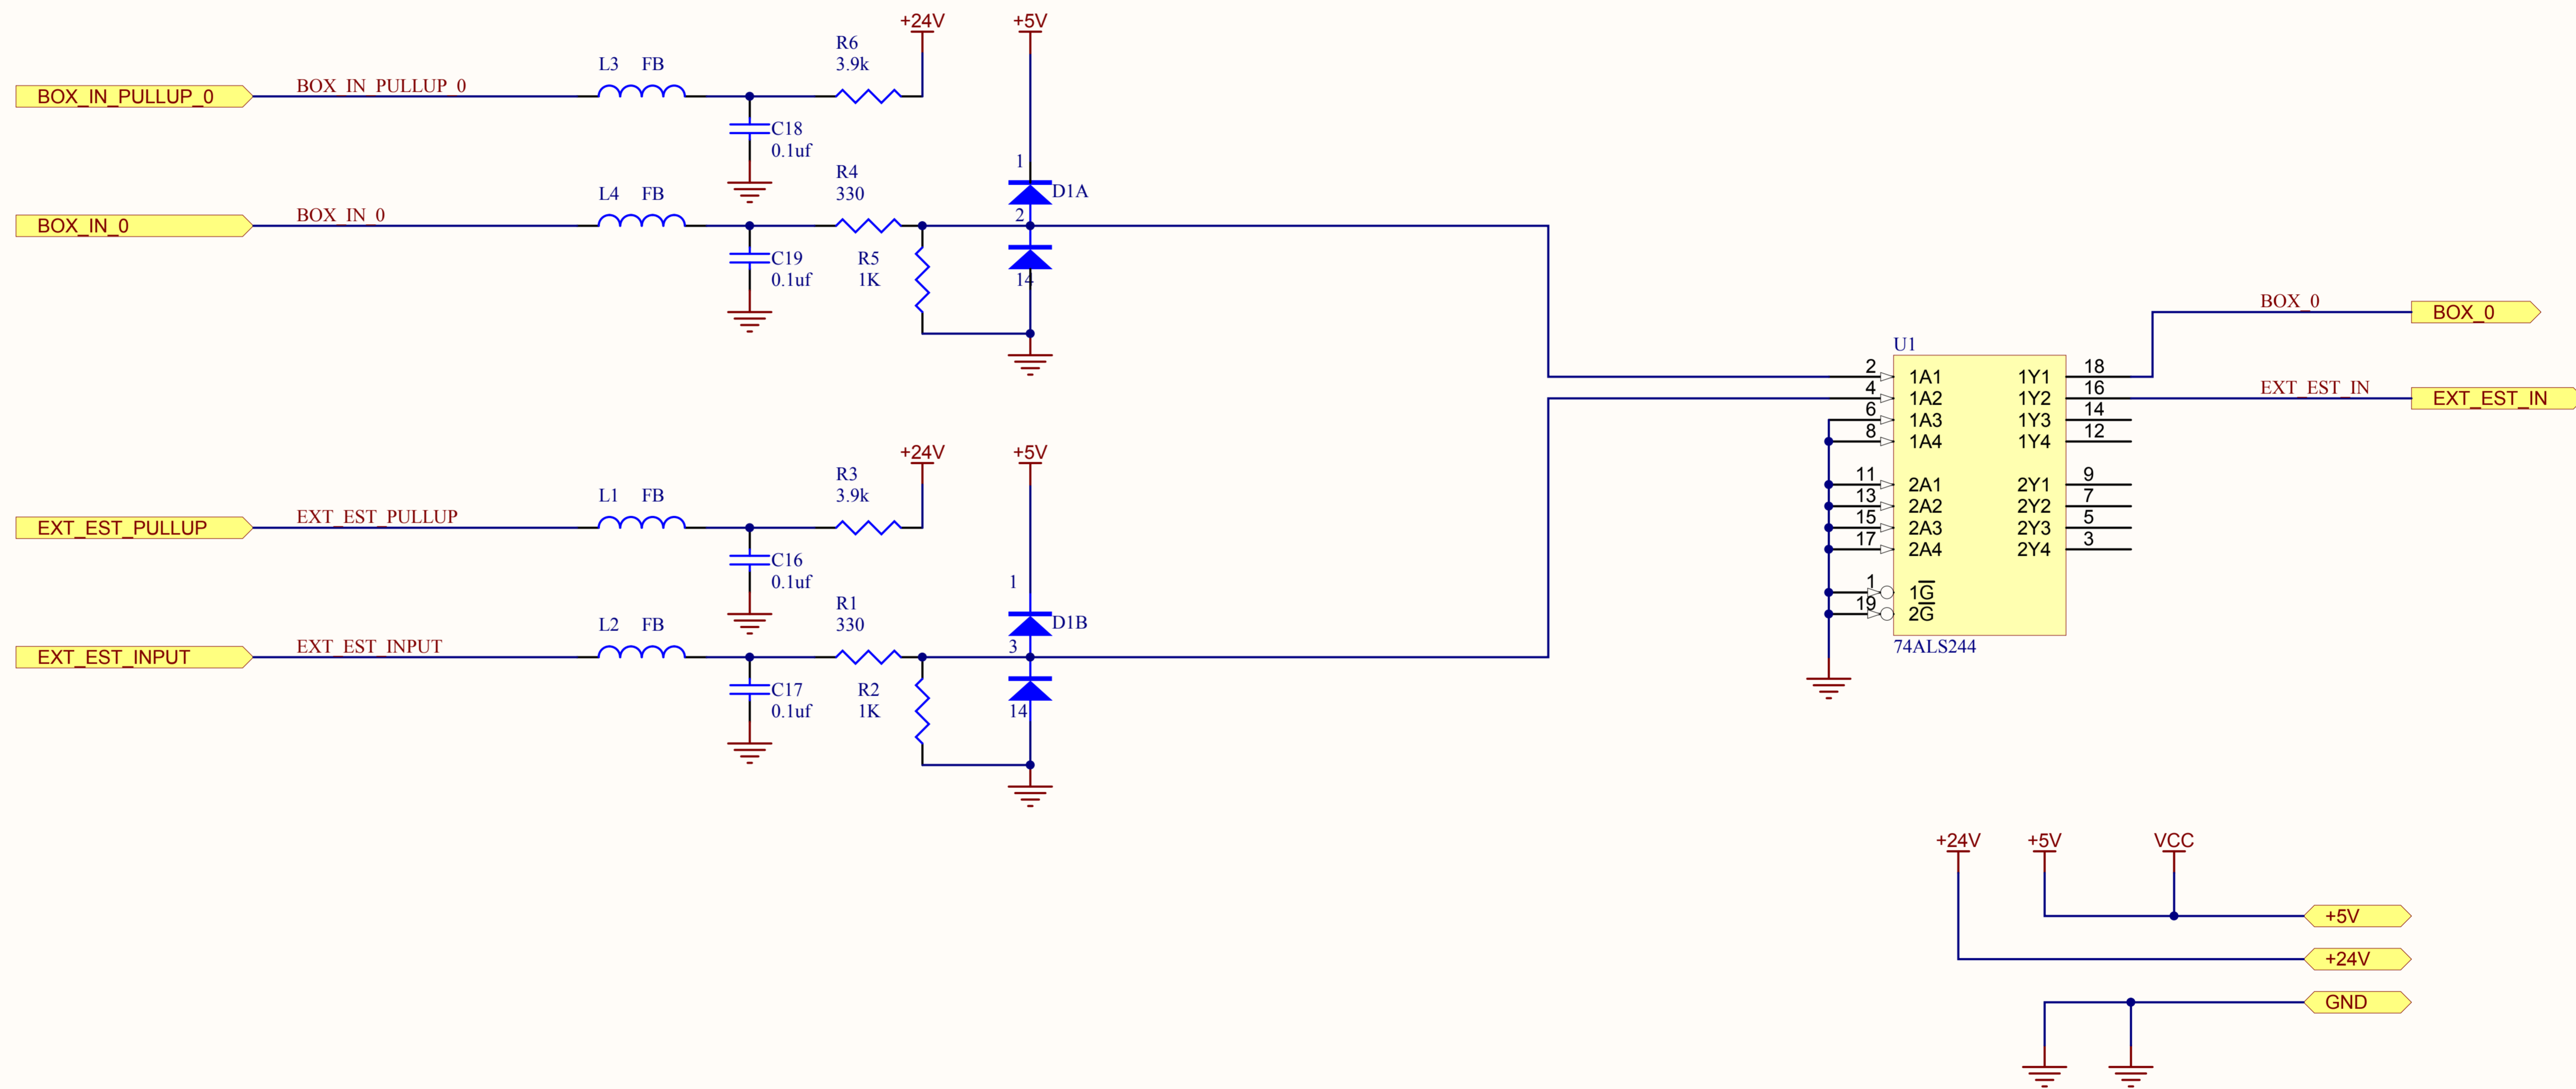 +24V
+5V
R6
3.9k
L3 FB
BOX_IN_PULLUP_0
BOX_IN_PULLUP_0
C18
0.1uf
1
R4
330
D1A
L4 FB
BOX_IN_0
BOX_IN_0
2
C19
0.1uf
R5
1K
14
BOX_0
BOX_0
U1
2
1A1
1Y1
18
4
1A2
1Y2
16
EXT_EST_IN
EXT_EST_IN
6
1A3
1Y3
14
8
1A4
1Y4
12
11
2A1
2Y1
9
13
2A2
2Y2
7
15
2A3
2Y3
5
17
2A4
2Y4
3
1
1G
19
2G
74ALS244
+24V
+5V
R3
3.9k
L1 FB
EXT_EST_PULLUP
EXT_EST_PULLUP
C16
0.1uf
1
R1
330
D1B
L2 FB
EXT_EST_INPUT
EXT_EST_INPUT
3
C17
0.1uf
R2
1K
14
+24V
+5V
VCC
+5V
+24V
GND